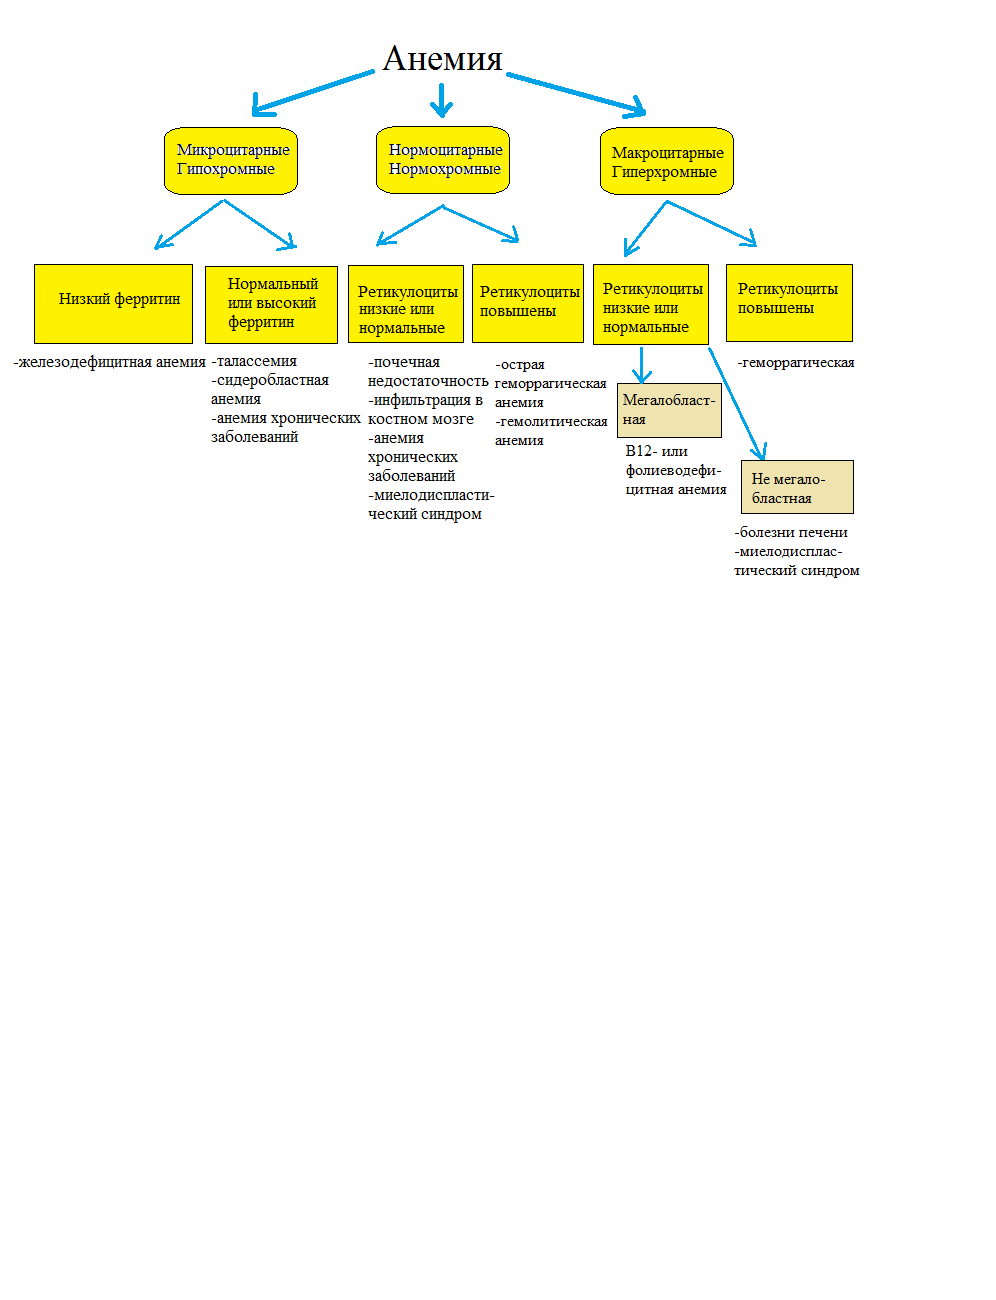 Анемия
Микроцитарные
Гипохромные
Нормоцитарные
Нормохромные
Макроцитарные
Гиперхромные
Низкий ферритин
Нормальный
или высокий
ферритин
Ретикулоциты
низкие или
нормальные
Ретикулоциты
повышены
Ретикулоциты
низкие или
нормальные
Ретикулоциты
повышены
-железодефицитная анемия
-талассемия
-сидеробластная
анемия
-анемия хронических
заболеваний
-почечная
недостаточность
-инфильтрация в
костном мозге
-анемия
хронических
заболеваний
-миелодиспласти-
ческий синдром
-острая
геморрагическая
анемия
-гемолитическая
анемия
Мегалобласт-
ная
B12- или
фолиеводефи-
цитная анемия
-геморрагическая
Не мегало-
бластная
-болезни печени
-миелодисплас-
тический синдром